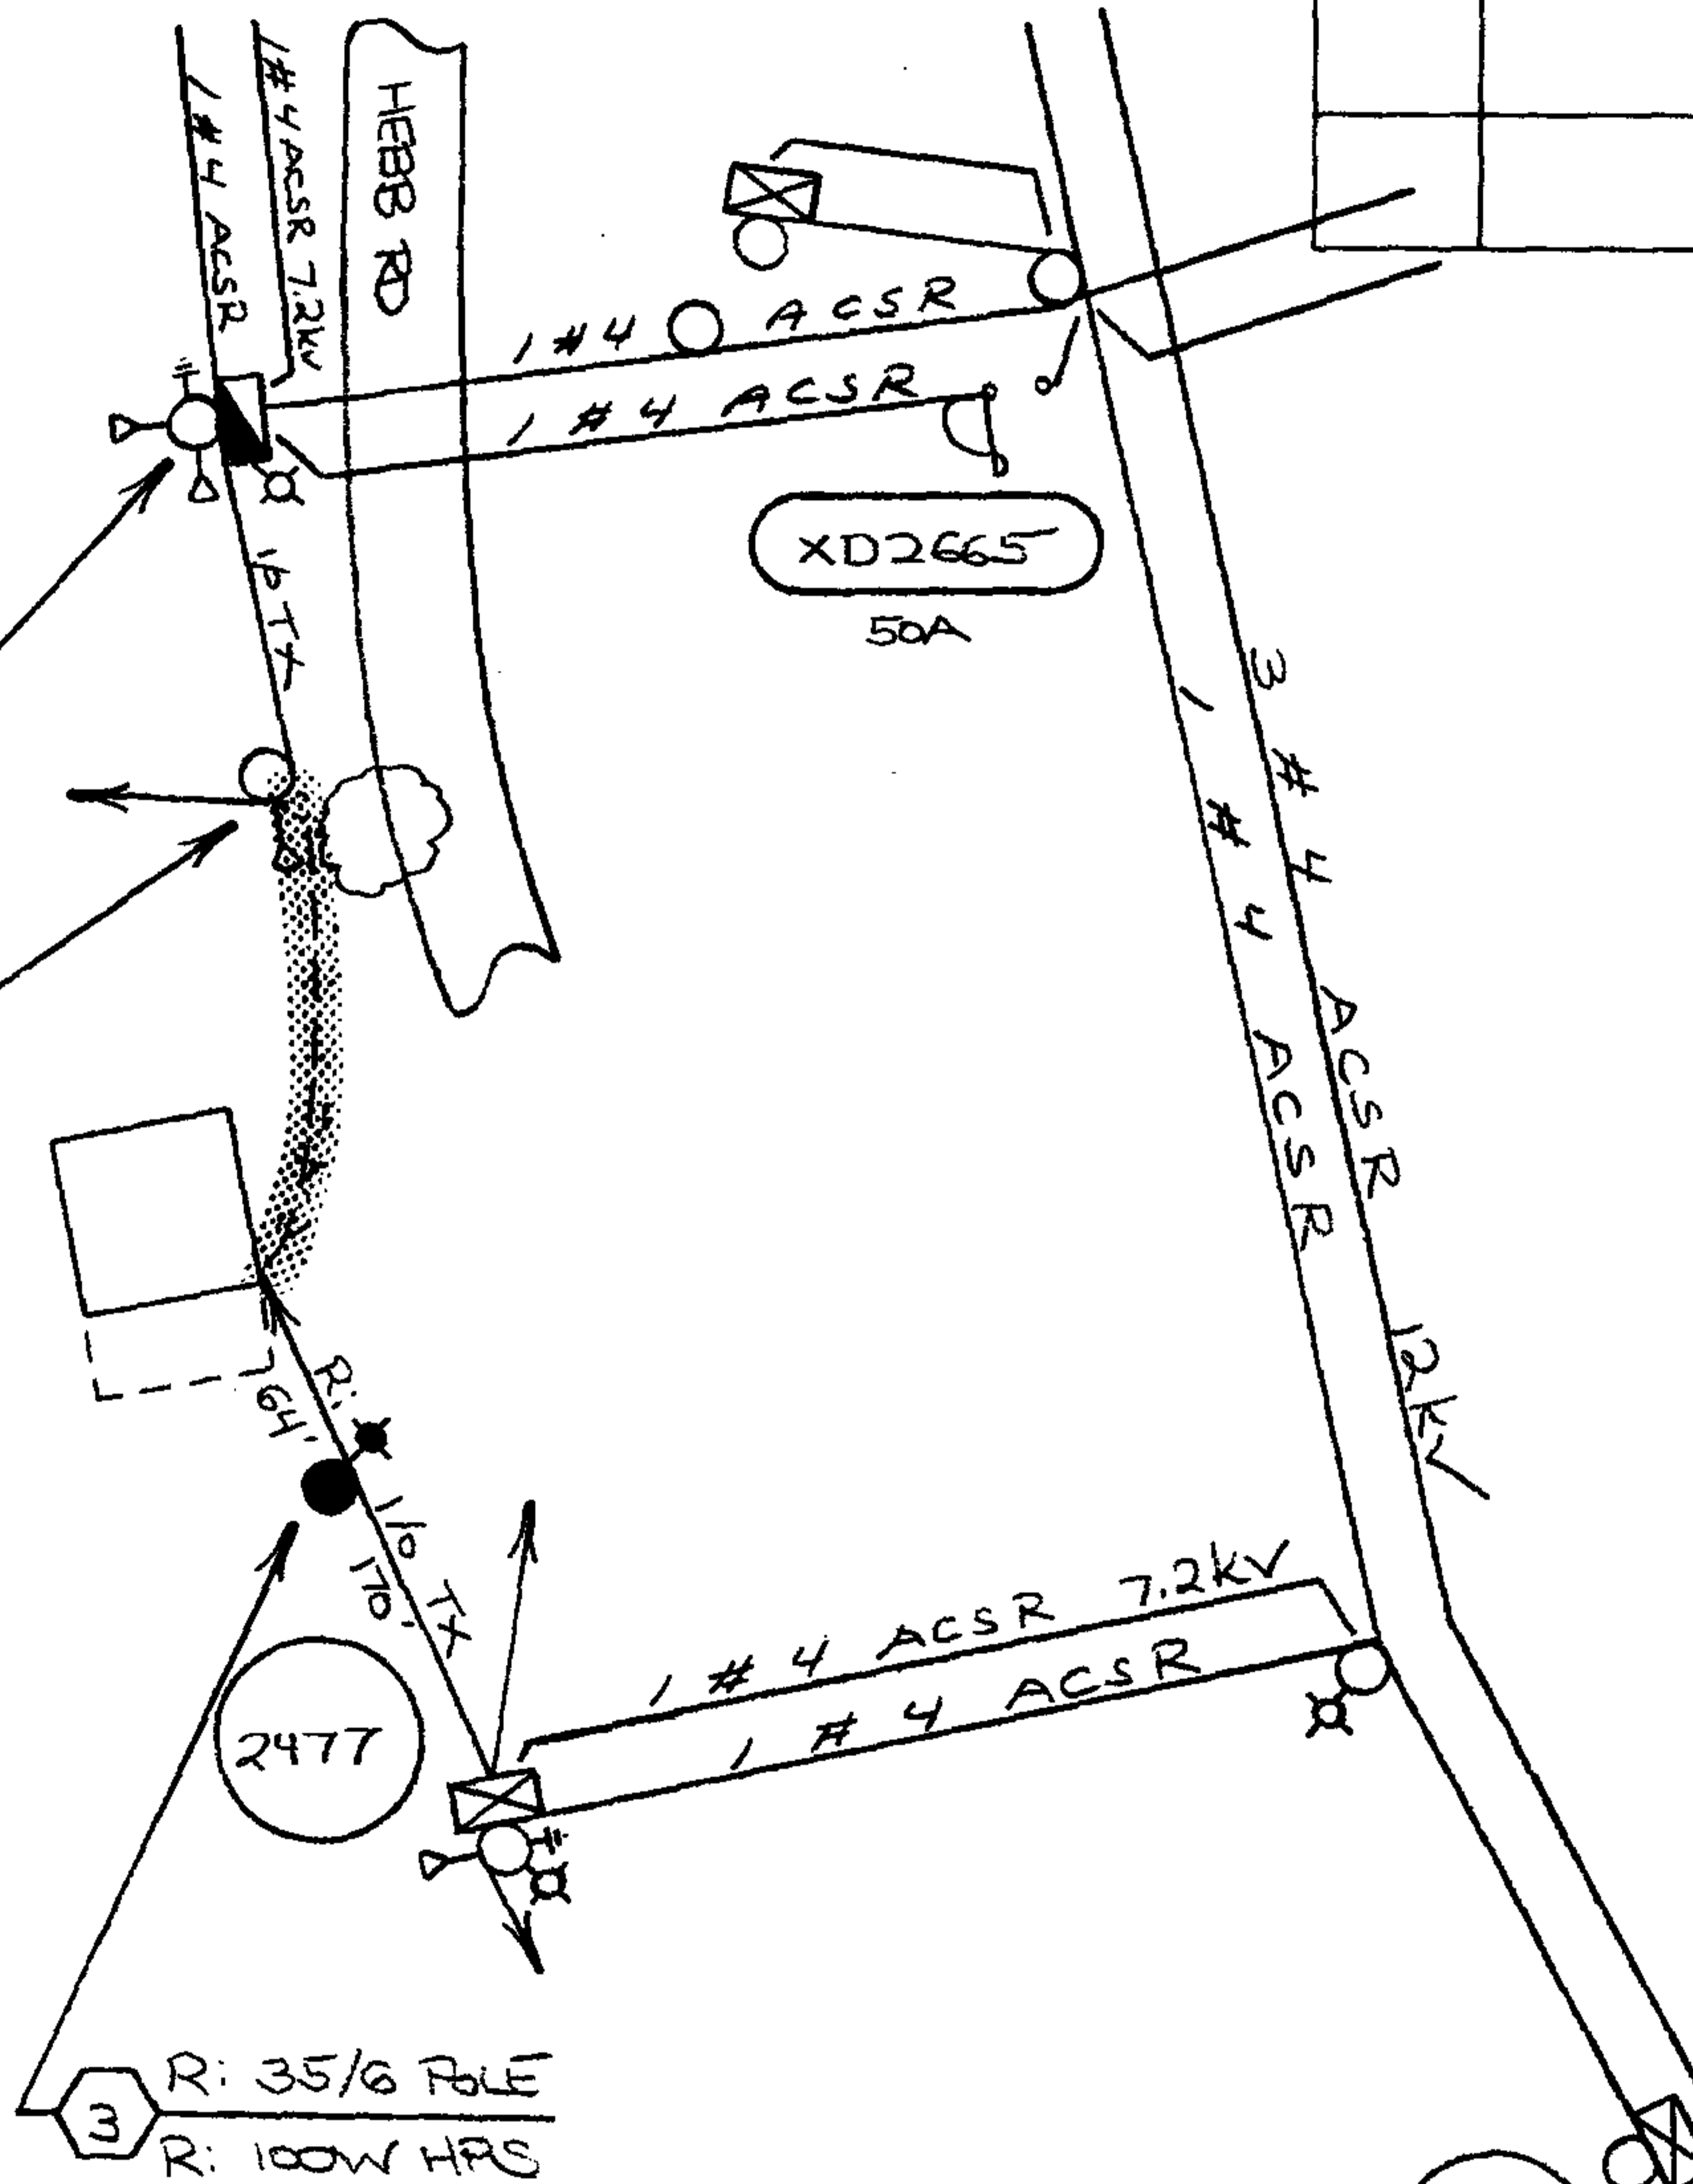 1#4 ACSR
1#4 ACSR 7.2kv
HEBB RD
1 #4 ACSR
1 #4 ACSR
XD2665
50A
1/0 TX
3 #4 ACSR 12kV
1 #4 ACSR
R:
64'
1/0 TX
170'
1 #4 ACSR 7.2kV
1 #4 ACSR
2477
3
R: 35/6 POLE
R: 100W HPS